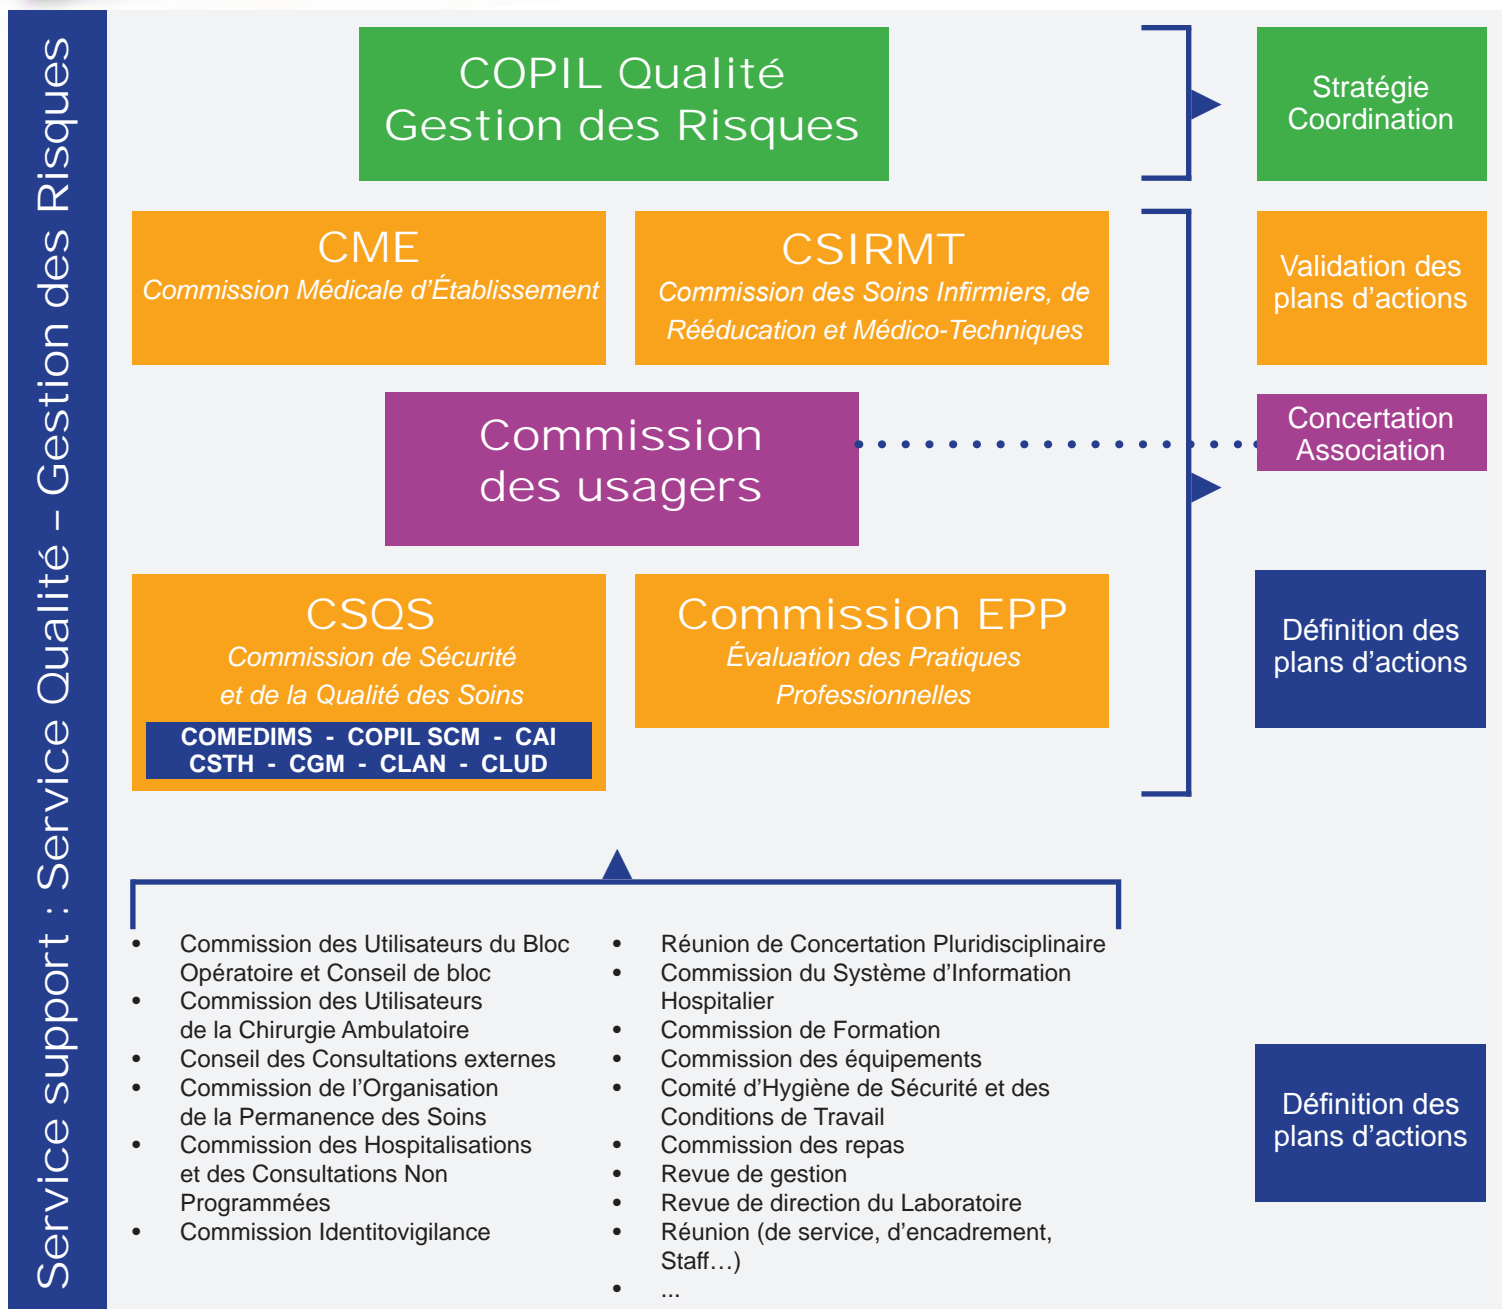 Service support : Service Qualité – Gestion des Risques
COPIL Qualité
Gestion des Risques
Stratégie
Coordination
CME
Commission Médicale d’Établissement
CSIRMT
Commission des Soins Infirmiers, de
Rééducation et Médico-Techniques
Validation des
plans d’actions
Commission
des usagers
Concertation
Association
CSQS
Commission de Sécurité
et de la Qualité des Soins
COMEDIMS - COPIL SCM - CAI
CSTH - CGM - CLAN - CLUD
Commission EPP
Évaluation des Pratiques
Professionnelles
Définition des
plans d’actions
• Commission des Utilisateurs du Bloc
Opératoire et Conseil de bloc
• Commission des Utilisateurs
de la Chirurgie Ambulatoire
• Conseil des Consultations externes
• Commission de l’Organisation
de la Permanence des Soins
• Commission des Hospitalisations
et des Consultations Non
Programmées
• Commission Identitovigilance
• Réunion de Concertation Pluridisciplinaire
• Commission du Système d’Information
Hospitalier
• Commission de Formation
• Commission des équipements
• Comité d’Hygiène de Sécurité et des
Conditions de Travail
• Commission des repas
• Revue de gestion
• Revue de direction du Laboratoire
• Réunion (de service, d’encadrement,
Staff…)
• ...
Définition des
plans d’actions